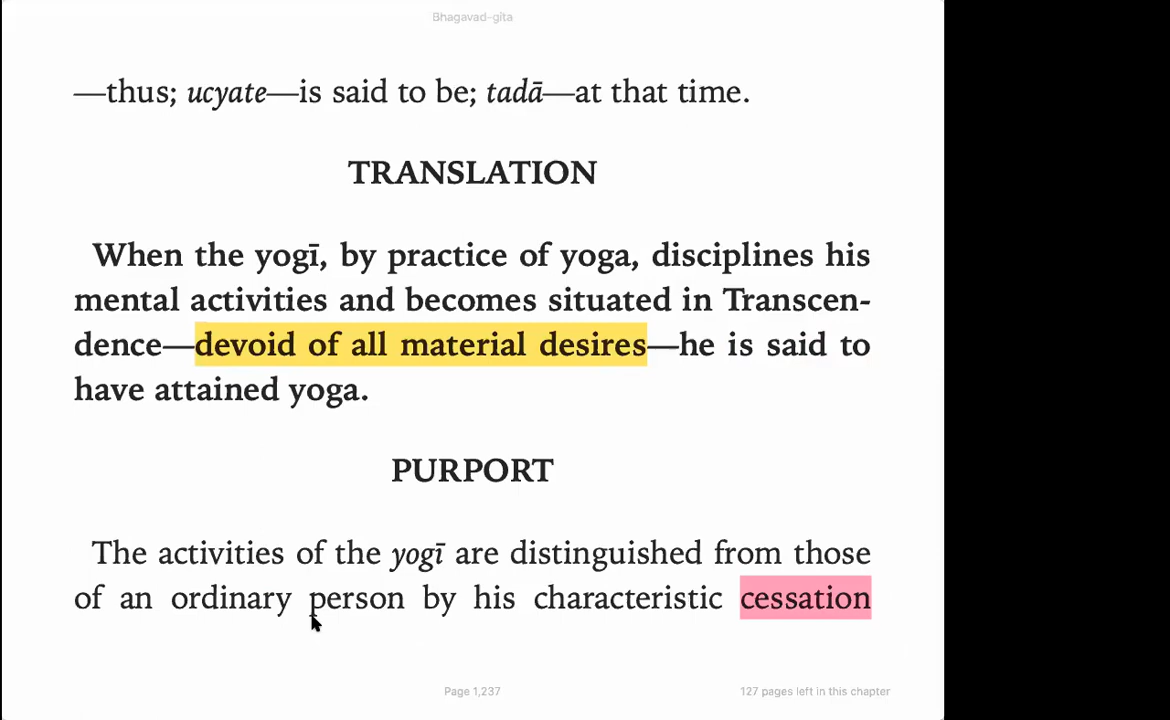 Bhagavad-gīta
—thus; ucyate—is said to be; tadā—at that time.
TRANSLATION
When the yogī, by practice of yoga, disciplines his
mental activities and becomes situated in Transcen-
dence—devoid of all material desires—he is said to
have attained yoga.
PURPORT
The activities of the yogī are distinguished from those
of an ordinary person by his characteristic cessation
Page 1,237
127 pages left in this chapter